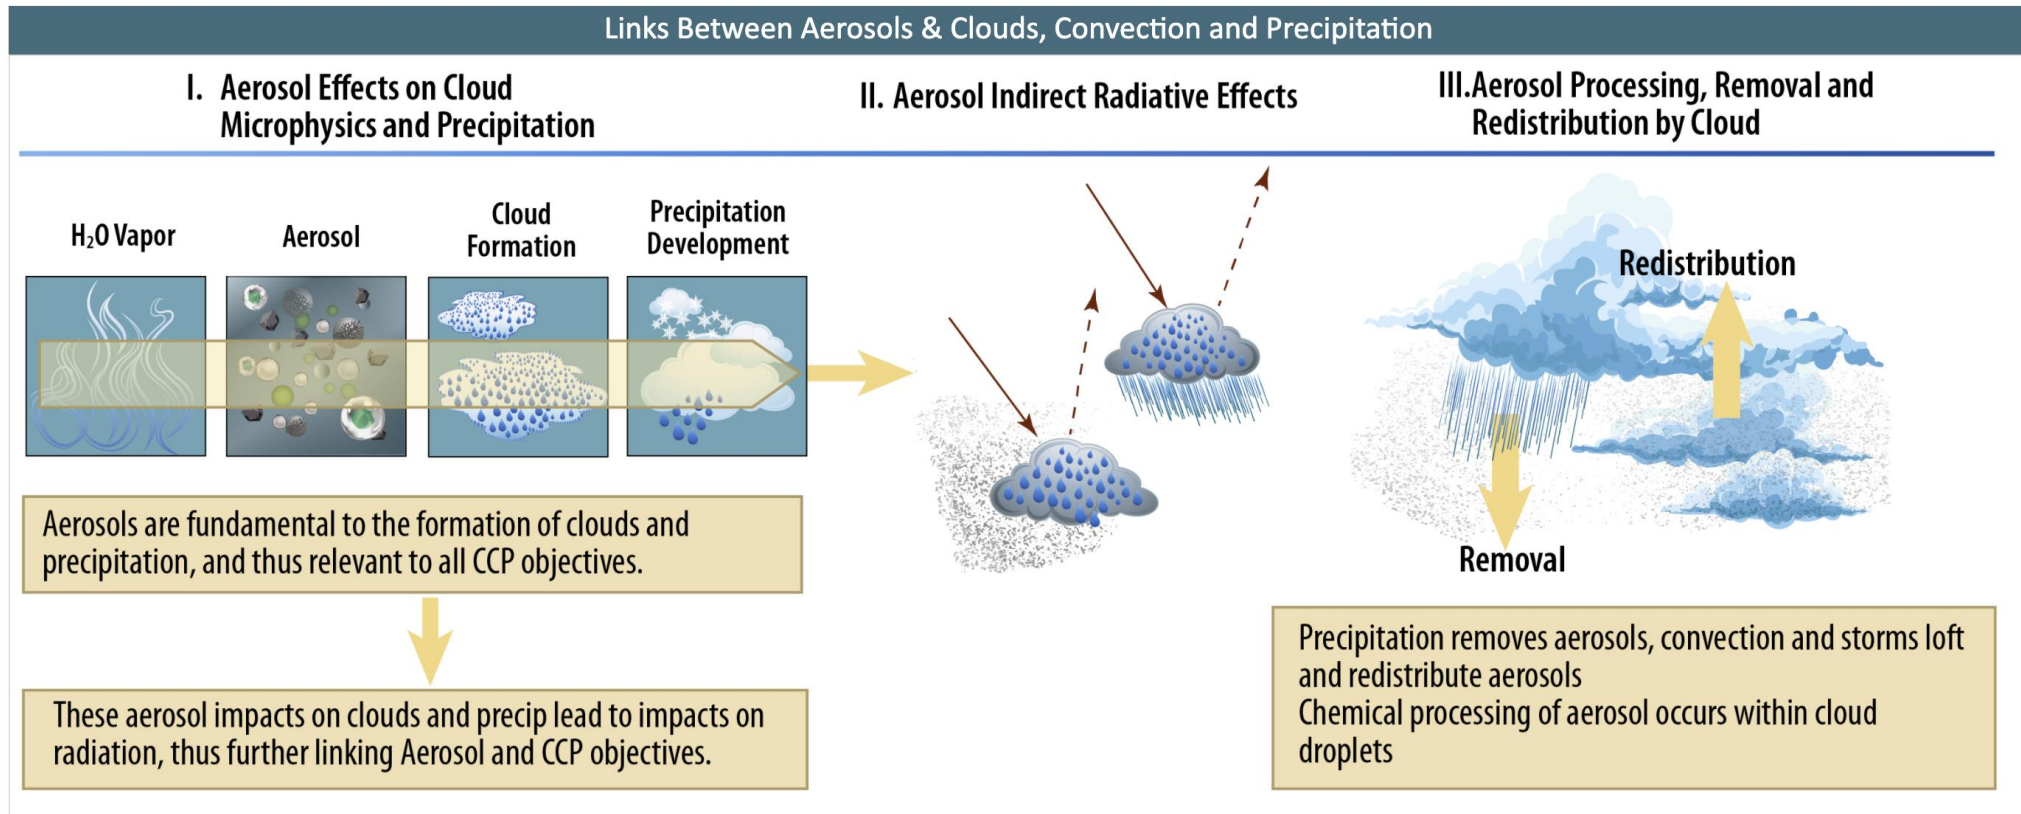 Links Between Aerosols & Clouds, Convection and Precipitation
I. Aerosol Effects on Cloud
Microphysics and Precipitation
II. Aerosol Indirect Radiative Effects
III.Aerosol Processing, Removal and
Redistribution by Cloud
H₂O Vapor
Aerosol
Cloud
Formation
Precipitation
Development
Redistribution
Removal
Aerosols are fundamental to the formation of clouds and
precipitation, and thus relevant to all CCP objectives.
These aerosol impacts on clouds and precip lead to impacts on
radiation, thus further linking Aerosol and CCP objectives.
Precipitation removes aerosols, convection and storms loft
and redistribute aerosols
Chemical processing of aerosol occurs within cloud
droplets